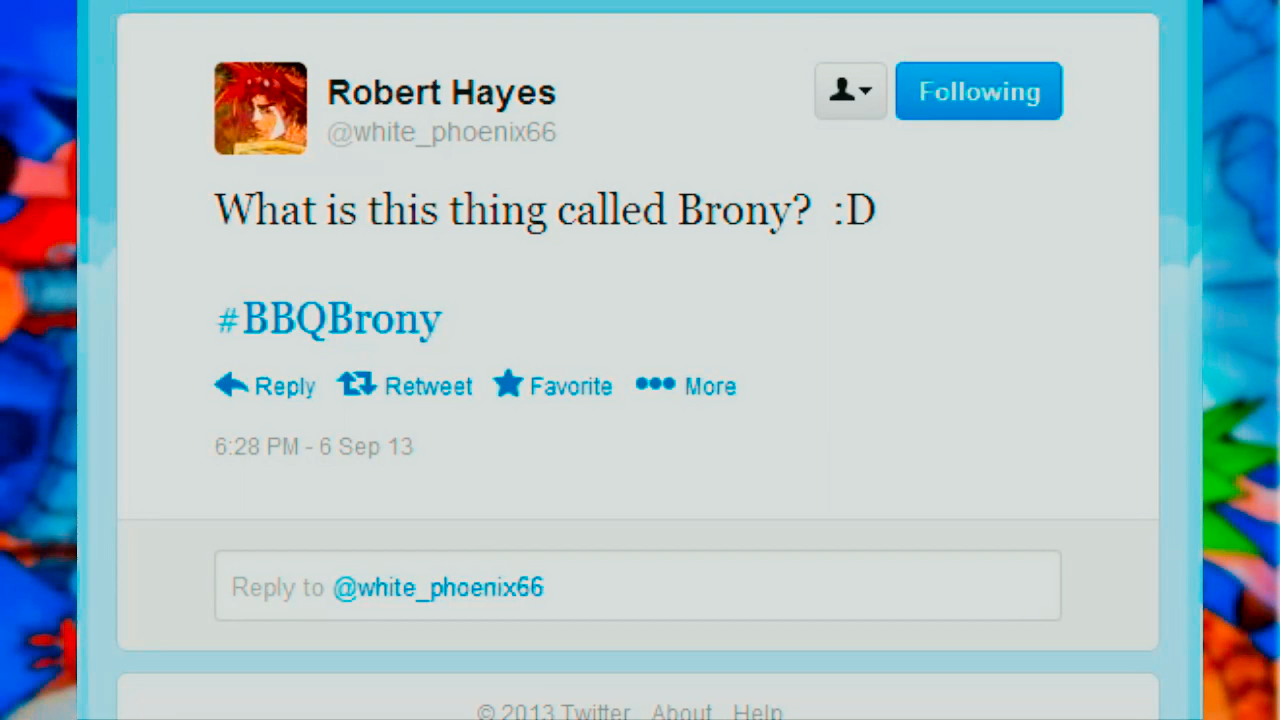 Robert Hayes
@white_phoenix66
Following
What is this thing called Brony?  :D
#BBQBrony
Reply Retweet Favorite More
6:28 PM - 6 Sep 13
Reply to @white_phoenix66
© 2013 Twitter About Help